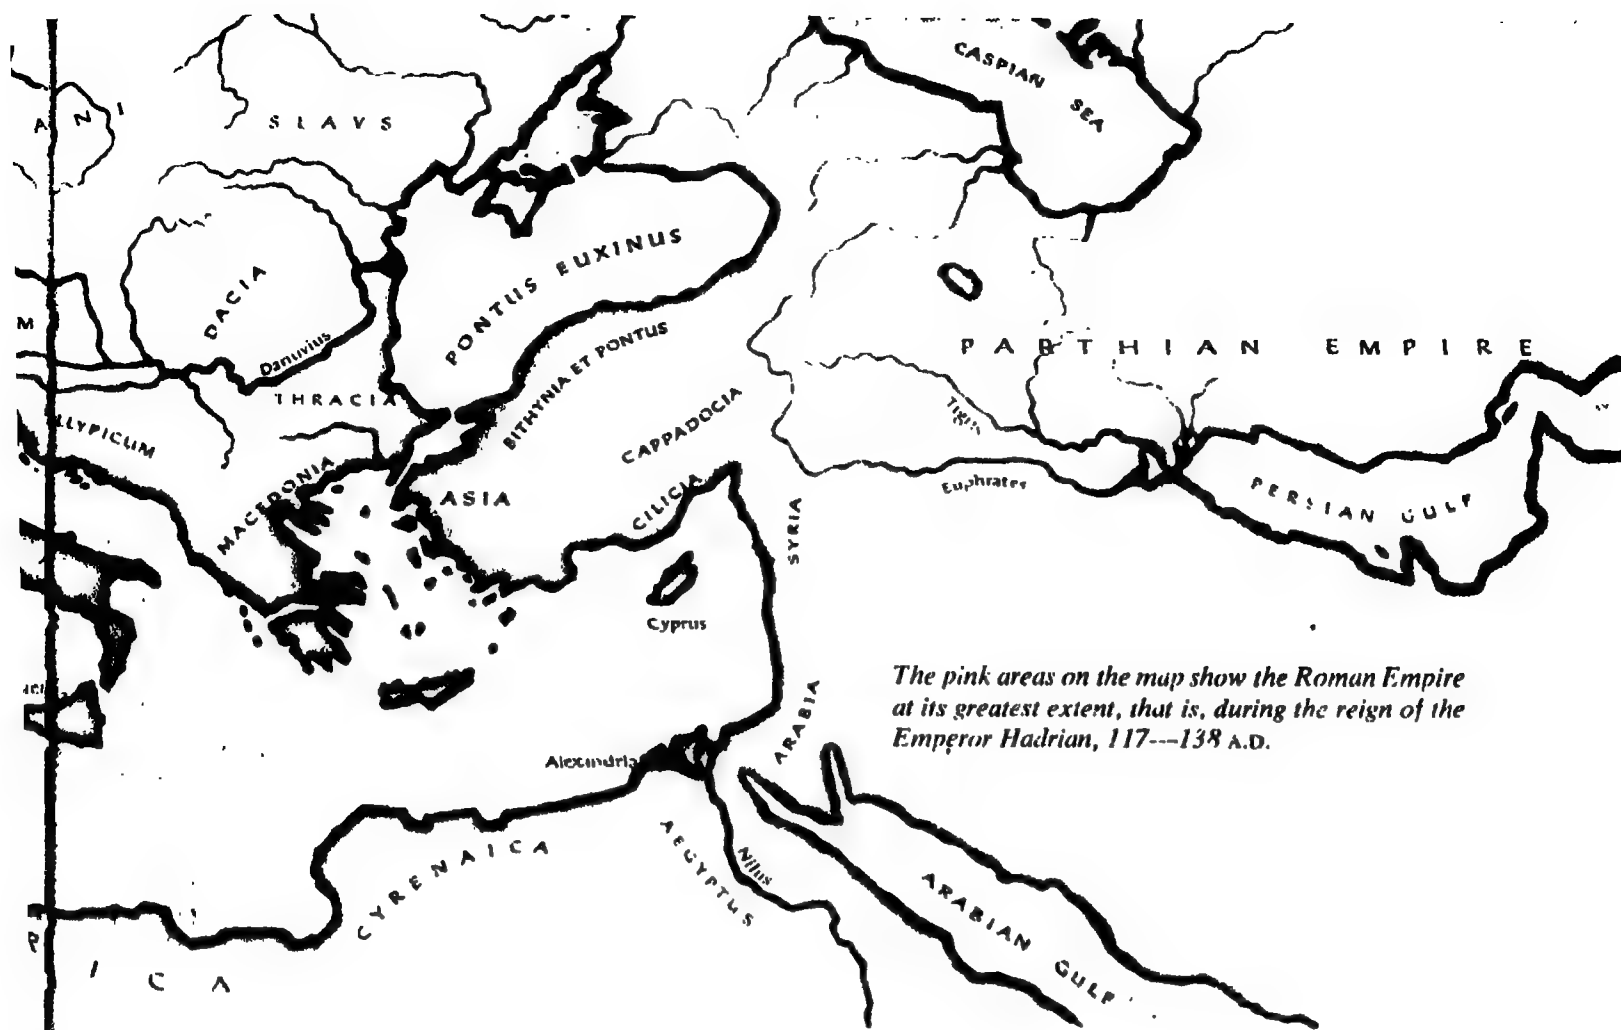 CASPIAN
SEA
A N I
SLAVS
PONTUS EUXINUS
DACIA
M
Danuvius
PARTHIAN EMPIRE
THRACIA
BITHYNIA ET PONTUS
CAPPADOCIA
Tigris
LLYPICUM
MACEDONIA
ASIA
CILICIA
SYRIA
Euphrates
PERSIAN GULF
Cyprus
The pink areas on the map show the Roman Empire
at its greatest extent, that is, during the reign of the
Emperor Hadrian, 117---138 A.D.
ARABIA
Alexandria
CYRENAICA
AEGYPTUS
Nilus
ARABIAN GULF
R I C A